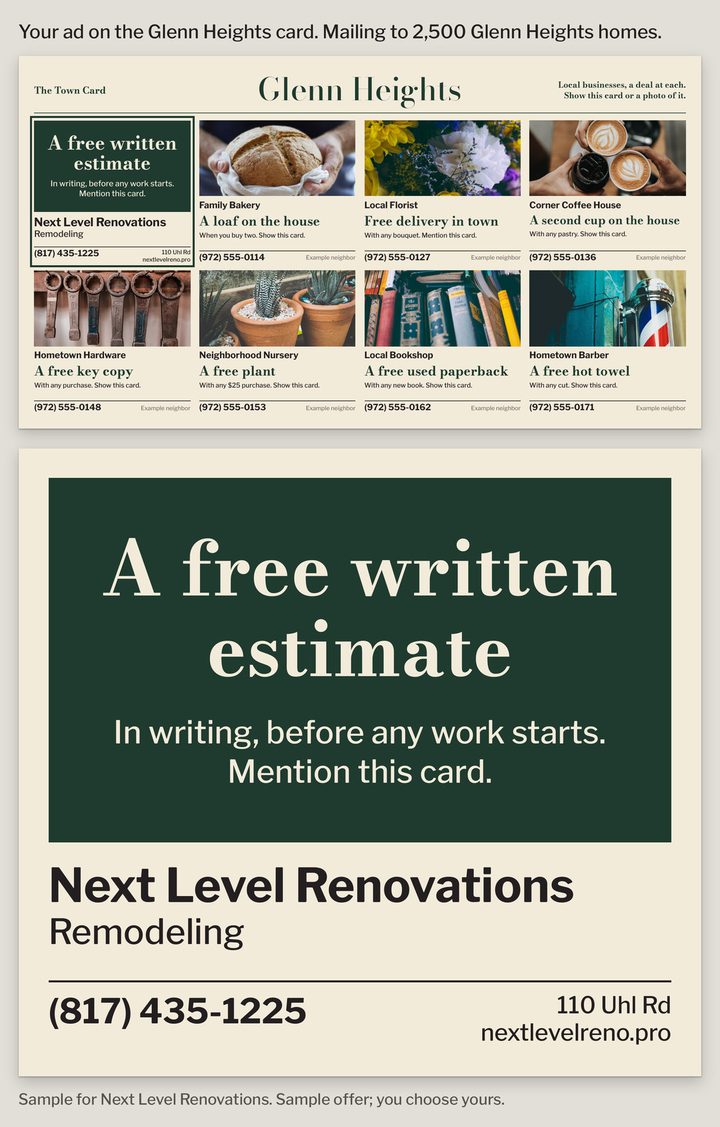 Your ad on the Glenn Heights card. Mailing to 2,500 Glenn Heights homes.
The Town Card
Glenn Heights
Local businesses, a deal at each.
Show this card or a photo of it.
A free written
estimate
In writing, before any work starts.
Mention this card.
Next Level Renovations
Remodeling
(817) 435-1225
110 Uhl Rd
nextlevelreno.pro
Family Bakery
A loaf on the house
When you buy two. Show this card.
(972) 555-0114
Example neighbor
Local Florist
Free delivery in town
With any bouquet. Mention this card.
(972) 555-0127
Example neighbor
Corner Coffee House
A second cup on the house
With any pastry. Show this card.
(972) 555-0136
Example neighbor
Hometown Hardware
A free key copy
With any purchase. Show this card.
(972) 555-0148
Example neighbor
Neighborhood Nursery
A free plant
With any $25 purchase. Show this card.
(972) 555-0153
Example neighbor
Local Bookshop
A free used paperback
With any new book. Show this card.
(972) 555-0162
Example neighbor
Hometown Barber
A free hot towel
With any cut. Show this card.
(972) 555-0171
Example neighbor
A free written
estimate
In writing, before any work starts.
Mention this card.
Next Level Renovations
Remodeling
(817) 435-1225
110 Uhl Rd
nextlevelreno.pro
Sample for Next Level Renovations. Sample offer; you choose yours.